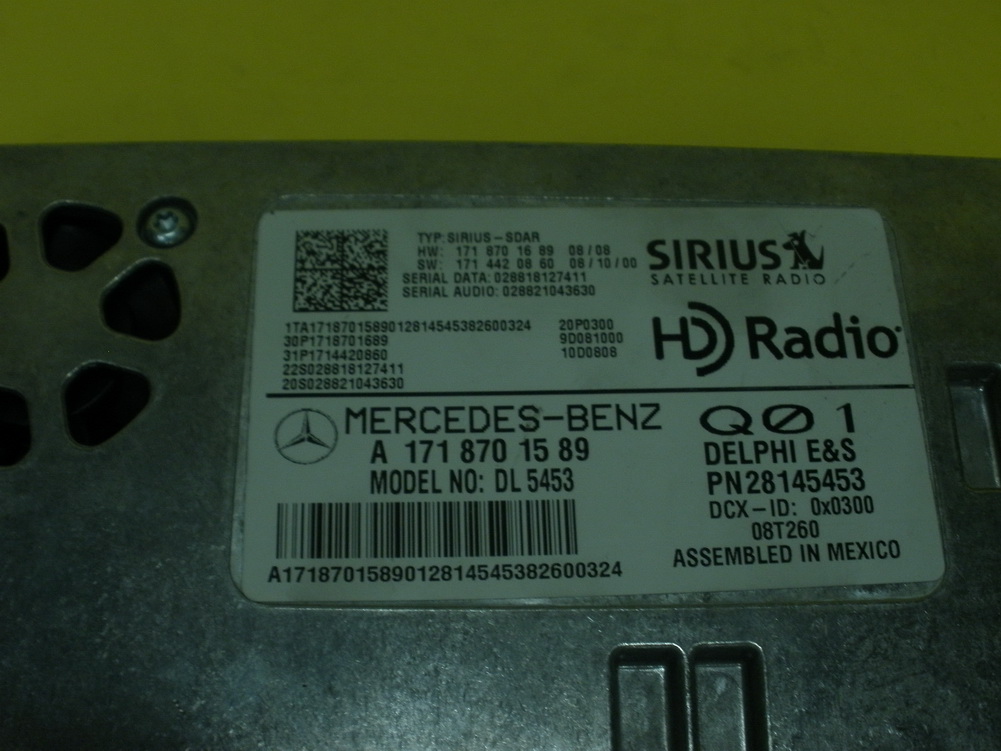 TYP: SIRIUS-SDAR
HW: 171 870 16 89 08/08
SW: 171 442 08 60 08/10/00
SERIAL DATA: 028818127411
SERIAL AUDIO: 028821043630
SIRIUS
SATELLITE RADIO
1TA1718701589012814545382600324 20P0300
30P1718701689 9D081000
31P1714420860 10D0808
22S028818127411
20S028821043630
HD Radio
MERCEDES-BENZ
A 171 870 15 89
MODEL NO: DL 5453
A1718701589012814545382600324
Q01
DELPHI E&S
PN28145453
DCX-ID: 0x0300
08T260
ASSEMBLED IN MEXICO